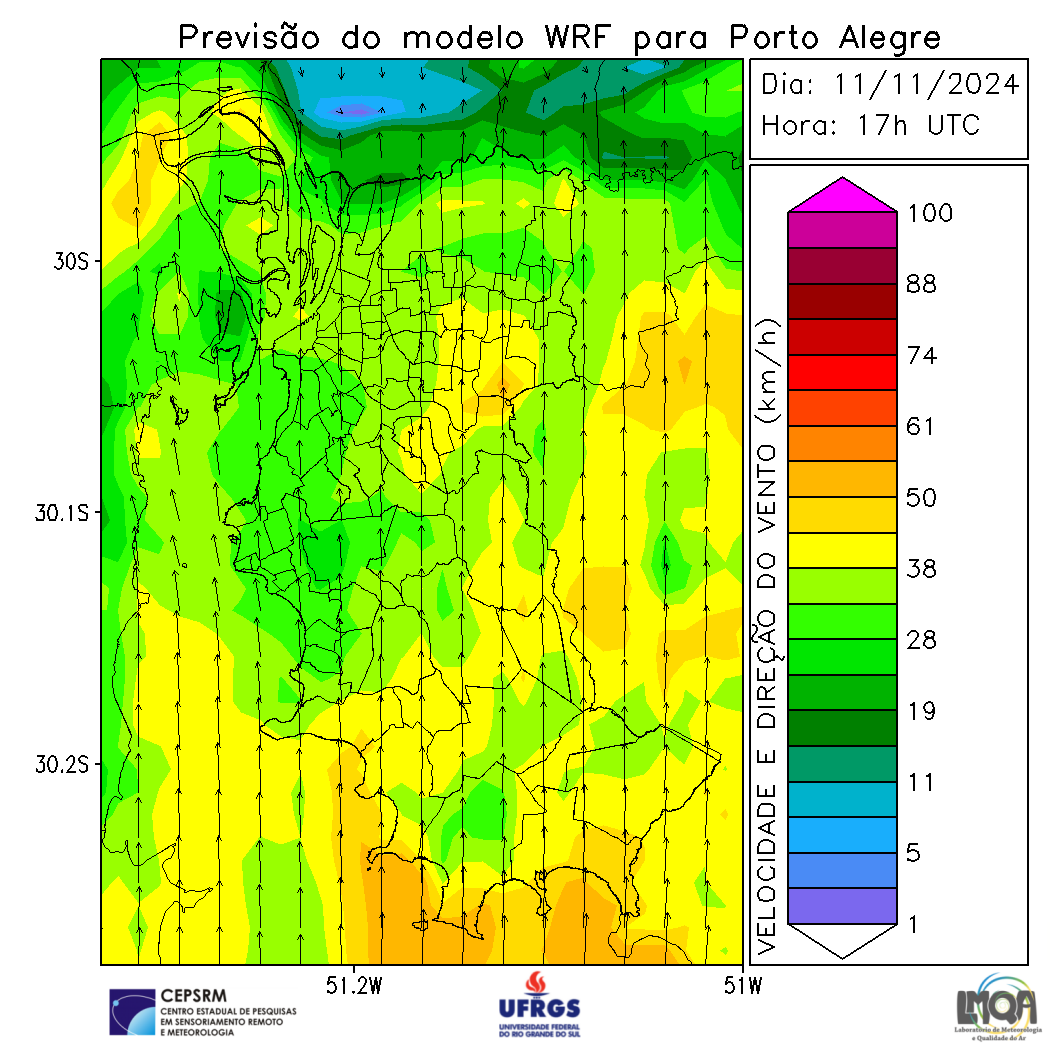 Previsão do modelo WRF para Porto Alegre
Dia: 11/11/2024
Hora: 17h UTC
30S
30.1S
30.2S
51.2W
51W
VELOCIDADE E DIREÇÃO DO VENTO (km/h)
100
88
74
61
50
38
28
19
11
5
1
CEPSRM
CENTRO ESTADUAL DE PESQUISAS
EM SENSORIAMENTO REMOTO
E METEOROLOGIA
UFRGS
UNIVERSIDADE FEDERAL
DO RIO GRANDE DO SUL
LMQA
Laboratório de Meteorologia
e Qualidade do Ar